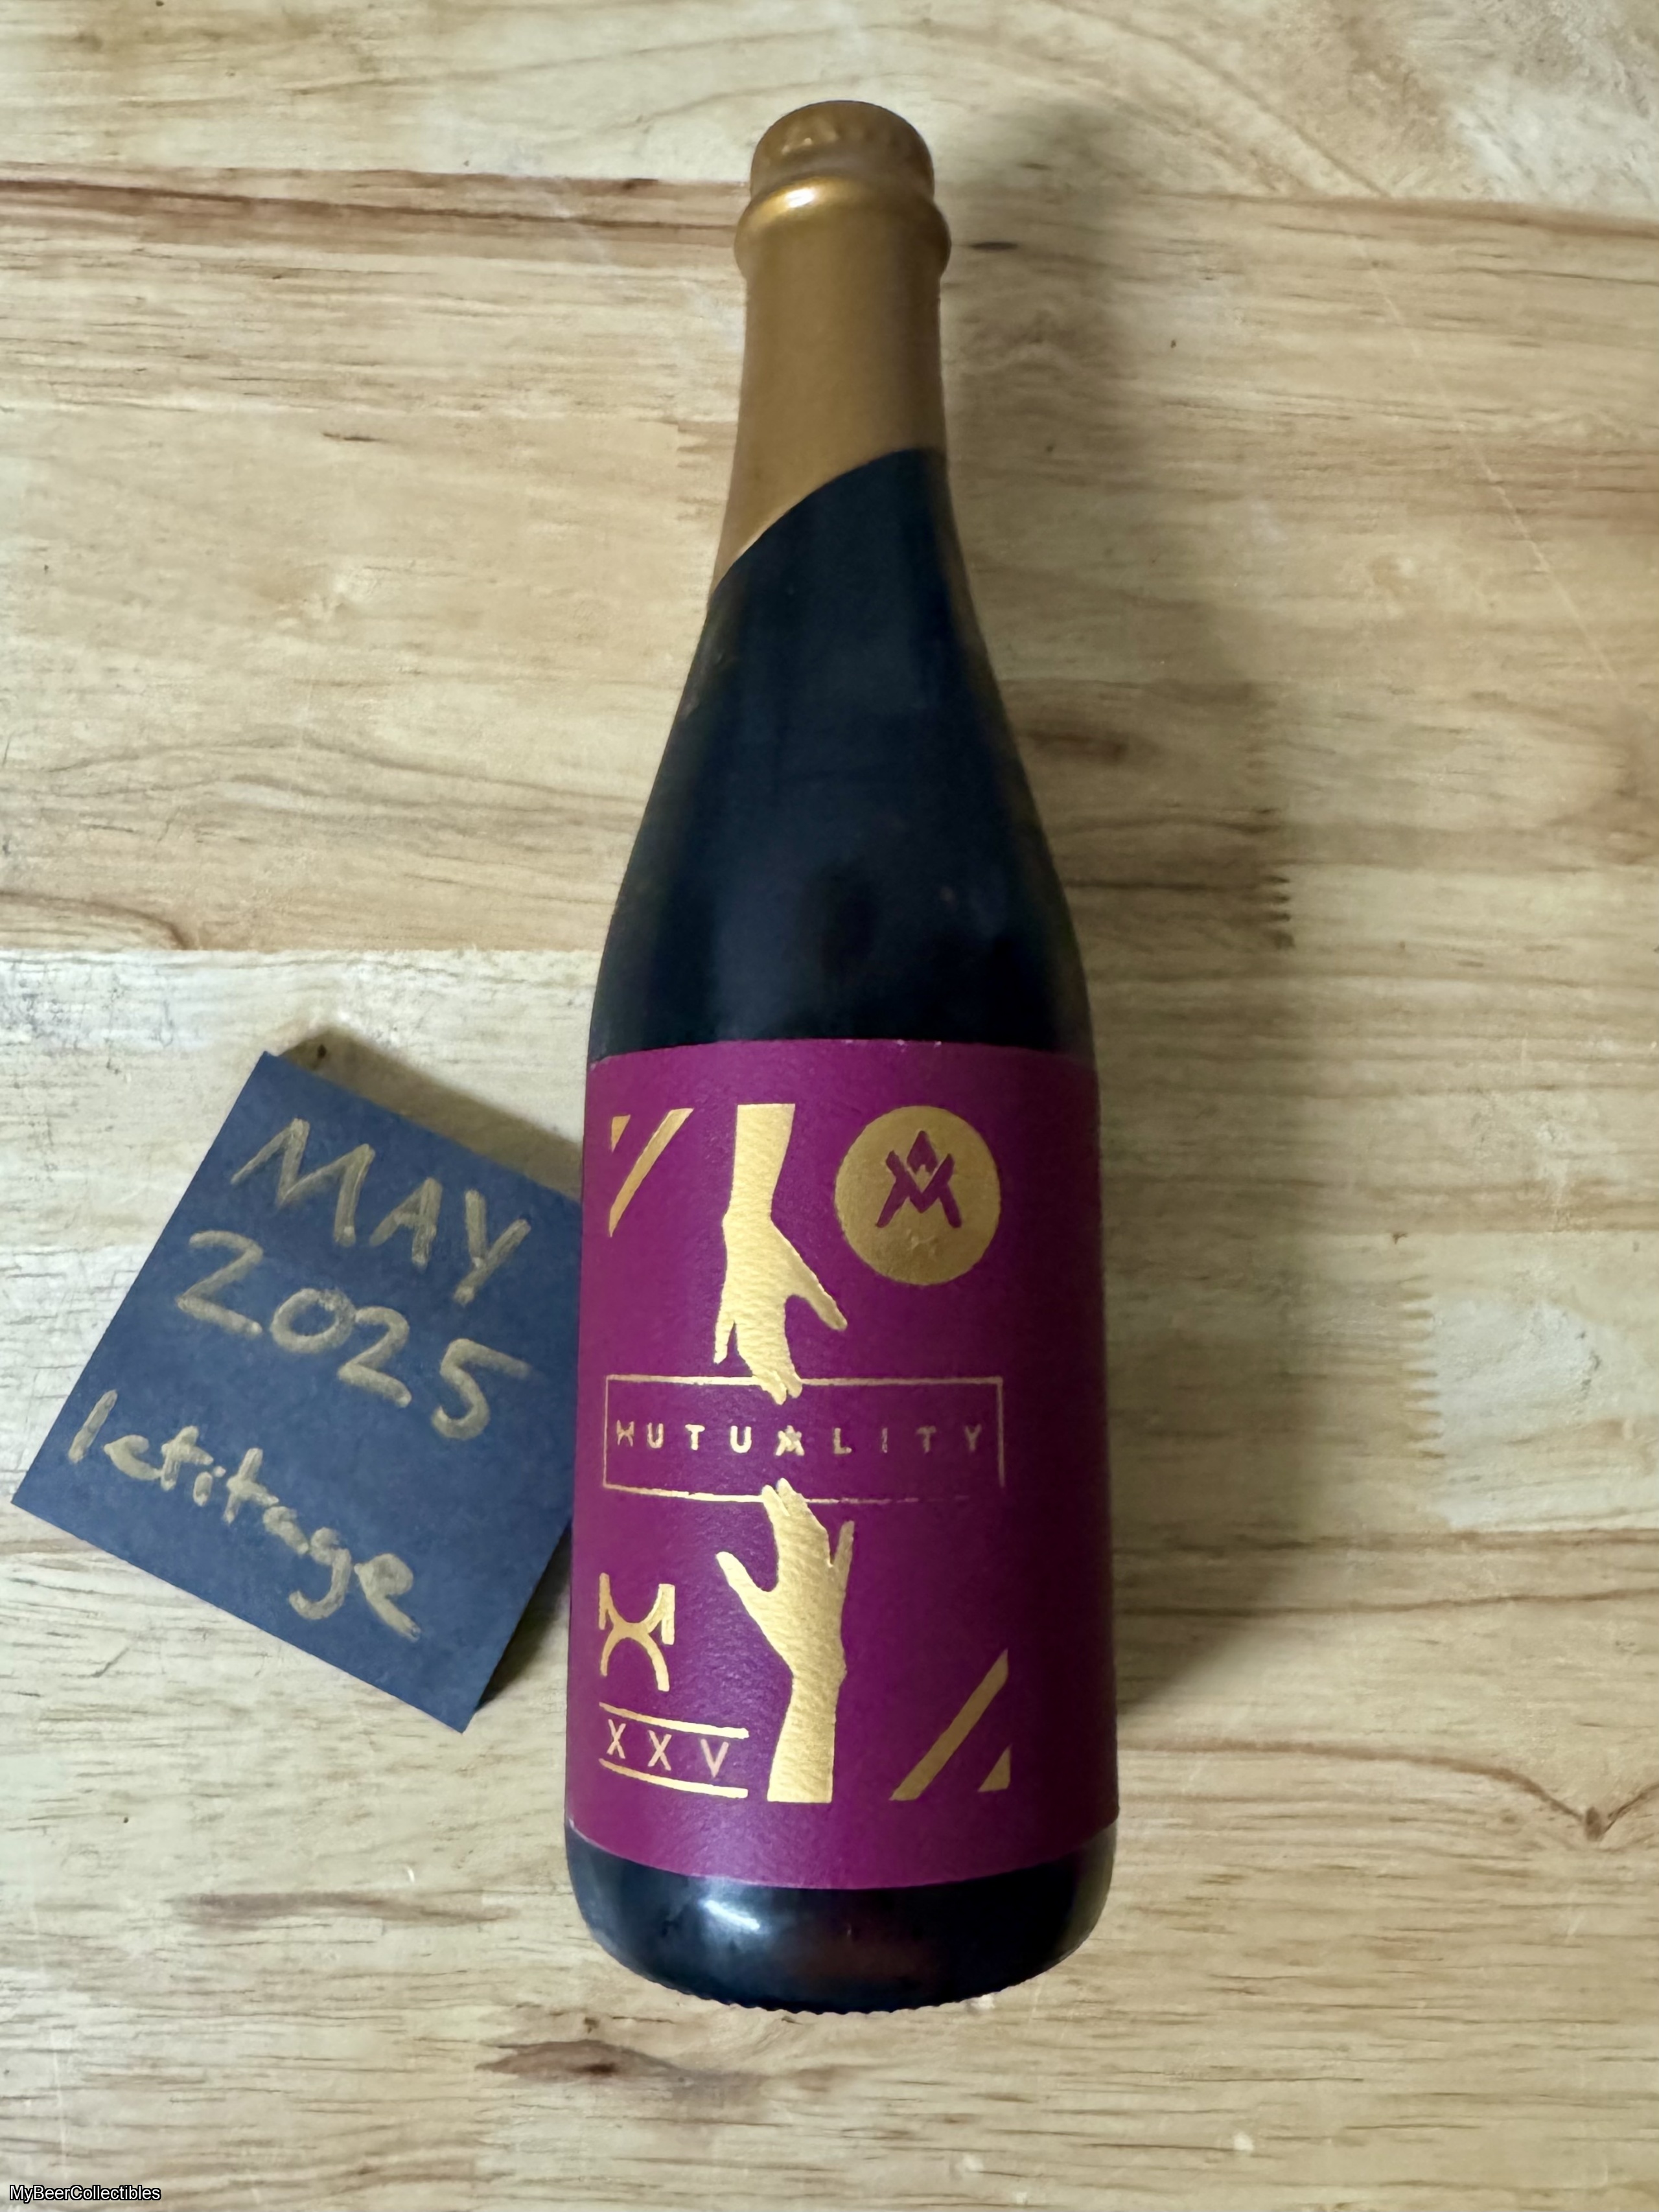 MAY
2025
letitage
MUTUALITY
XXV
MyBeerCollectibles